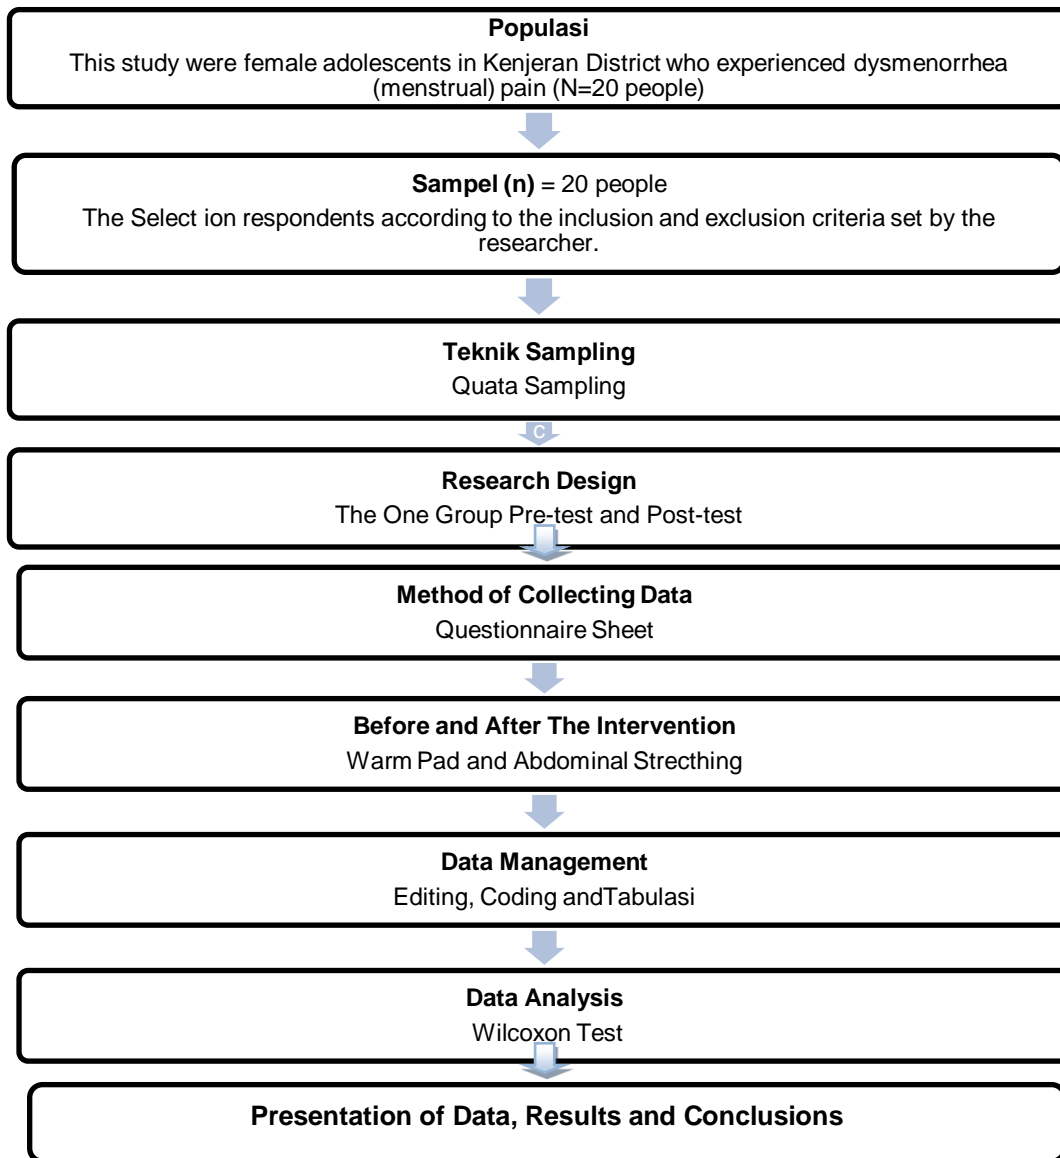 Populasi
This study were female adolescents in Kenjeran District who experienced dysmenorrhea
(menstrual) pain (N=20 people)
Sampel (n) = 20 people
The Select ion respondents according to the inclusion and exclusion criteria set by the
researcher.
Teknik Sampling
Quata Sampling
C
Research Design
The One Group Pre-test and Post-test
Method of Collecting Data
Questionnaire Sheet
Before and After The Intervention
Warm Pad and Abdominal Strecthing
Data Management
Editing, Coding andTabulasi
Data Analysis
Wilcoxon Test
Presentation of Data, Results and Conclusions